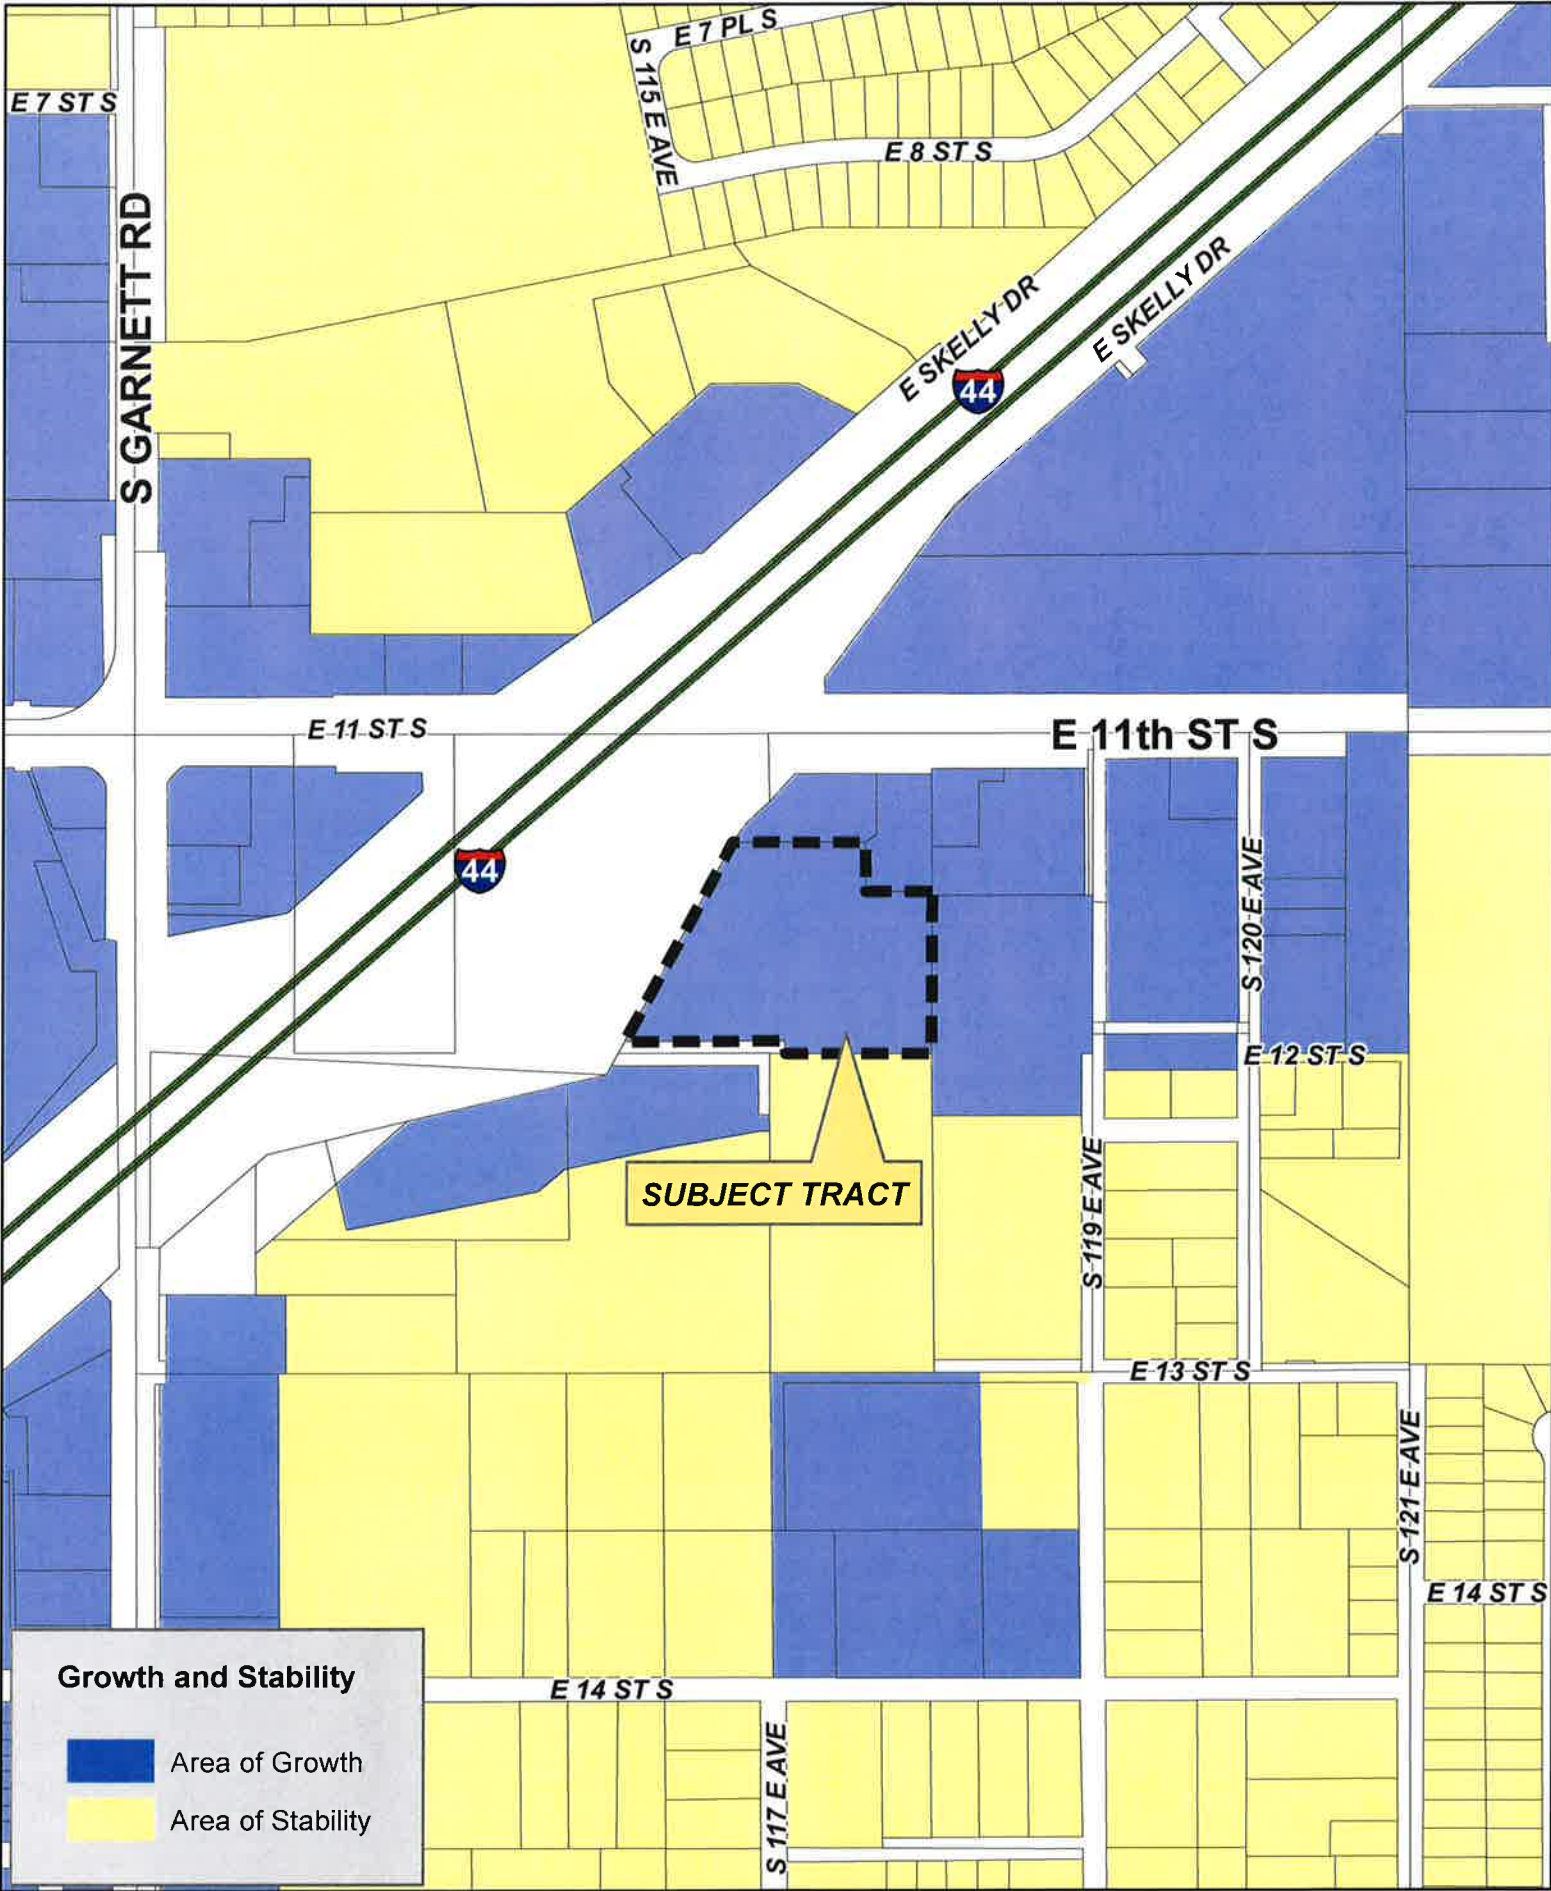 E 7 PL S
S 115 E AVE
E 7 ST S
E 8 ST S
S GARNETT RD
E SKELLY DR
E SKELLY DR
44
E 11 ST S
E 11th ST S
44
S 120 E AVE
E 12 ST S
SUBJECT TRACT
S 119 E AVE
E 13 ST S
S 121 E AVE
E 14 ST S
Growth and Stability
E 14 ST S
Area of Growth
S 117 E AVE
Area of Stability